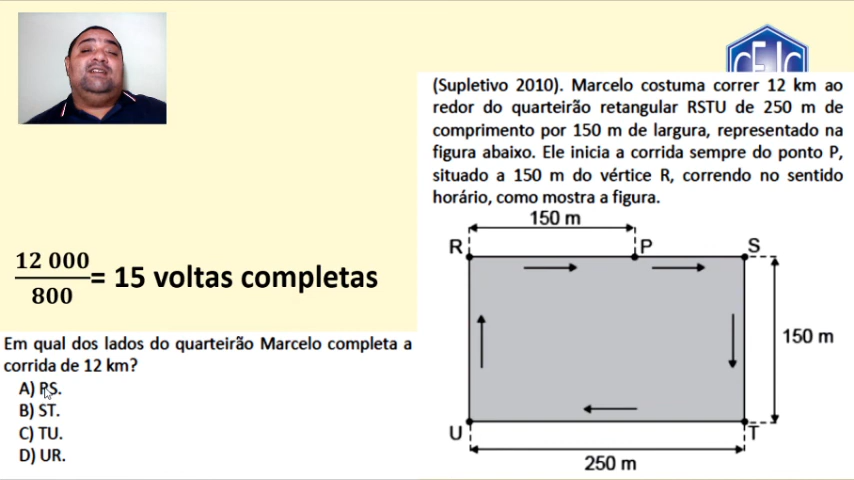 CEJC
(Supletivo 2010). Marcelo costuma correr 12 km ao
redor do quarteirão retangular RSTU de 250 m de
comprimento por 150 m de largura, representado na
figura abaixo. Ele inicia a corrida sempre do ponto P,
situado a 150 m do vértice R, correndo no sentido
horário, como mostra a figura.
150 m
R P S
150 m
U T
250 m
12 000
800
= 15 voltas completas
Em qual dos lados do quarteirão Marcelo completa a
corrida de 12 km?
A) RS.
B) ST.
C) TU.
D) UR.